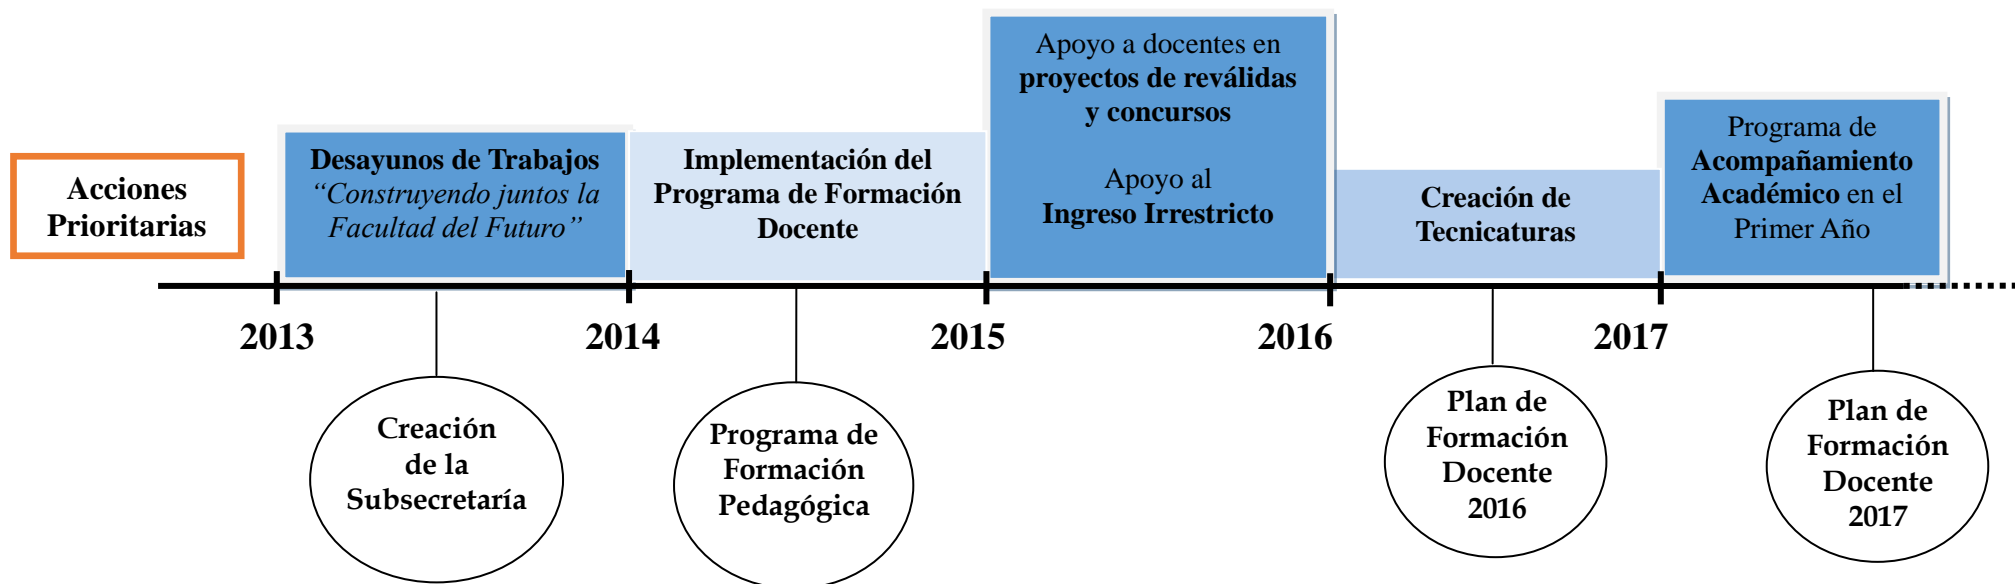 Acciones
Prioritarias
Desayunos de Trabajos
“Construyendo juntos la
Facultad del Futuro”
Implementación del
Programa de Formación
Docente
Apoyo a docentes en
proyectos de reválidas
y concursos
Apoyo al
Ingreso Irrestricto
Creación de
Tecnicaturas
Programa de
Acompañamiento
Académico en el
Primer Año
2013
2014
2015
2016
2017
Creación
de la
Subsecretaría
Programa de
Formación
Pedagógica
Plan de
Formación
Docente
2016
Plan de
Formación
Docente
2017